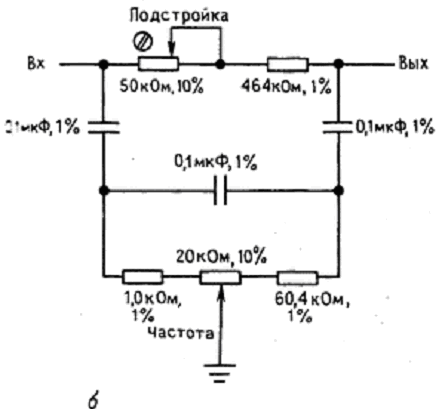 Подстройка
Вх
Вых
50кОм, 10%
464кОм, 1%
0,1мкФ, 1%
0,1мкФ, 1%
0,1мкФ, 1%
20кОм, 10%
1,0кОм,
1%
60,4кОм,
1%
Частота
б